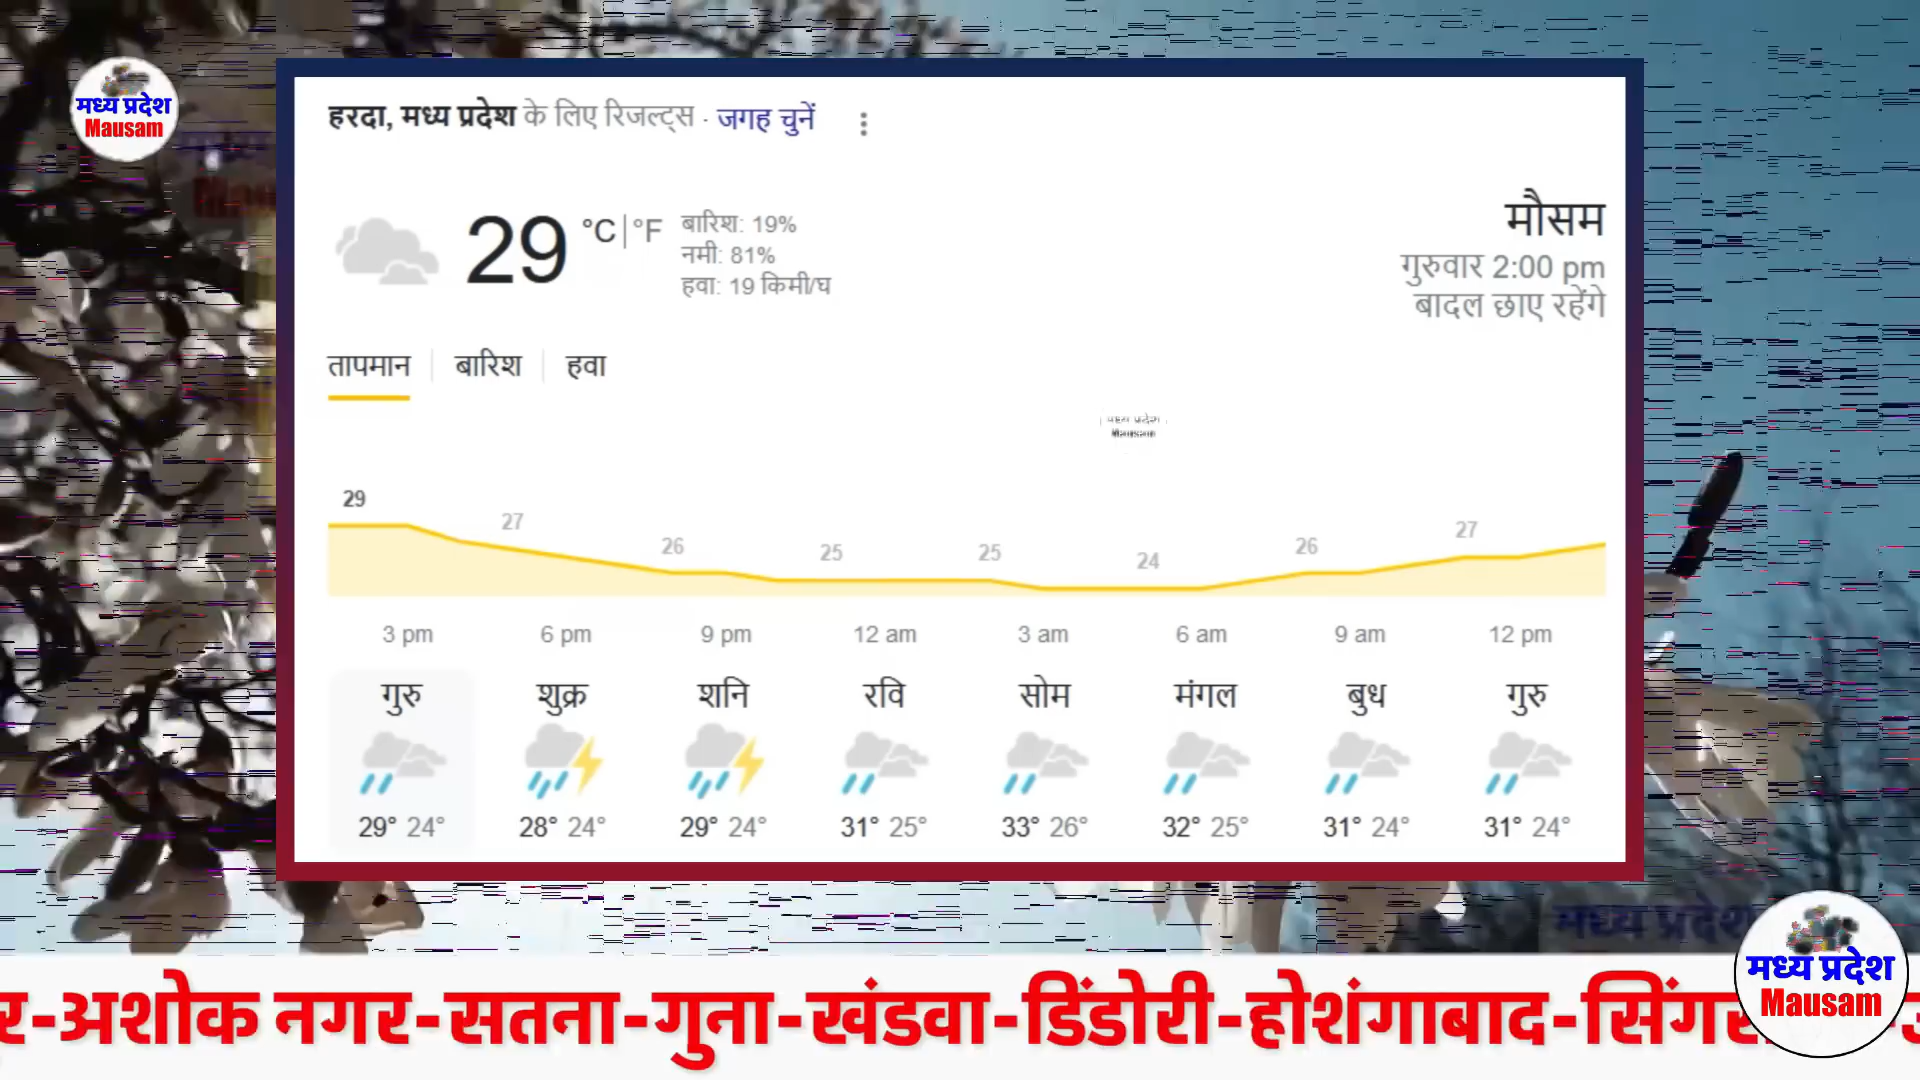 मध्य प्रदेश
Mausam
हरदा, मध्य प्रदेश के लिए रिजल्ट्स · जगह चुनें
29 °C | °F
बारिश: 19%
नमी: 81%
हवा: 19 किमी/घ
मौसम
गुरुवार 2:00 pm
बादल छाए रहेंगे
तापमान बारिश हवा
मध्य प्रदेश
Mausam
29 27 26 25 25 24 26 27
3 pm 6 pm 9 pm 12 am 3 am 6 am 9 am 12 pm
गुरु शुक्र शनि रवि सोम मंगल बुध गुरु
29° 24° 28° 24° 29° 24° 31° 25° 33° 26° 32° 25° 31° 24° 31° 24°
मध्य प्रदेश
र-अशोक नगर-सतना-गुना-खंडवा-डिंडोरी-होशंगाबाद-सिंगर
मध्य प्रदेश
Mausam